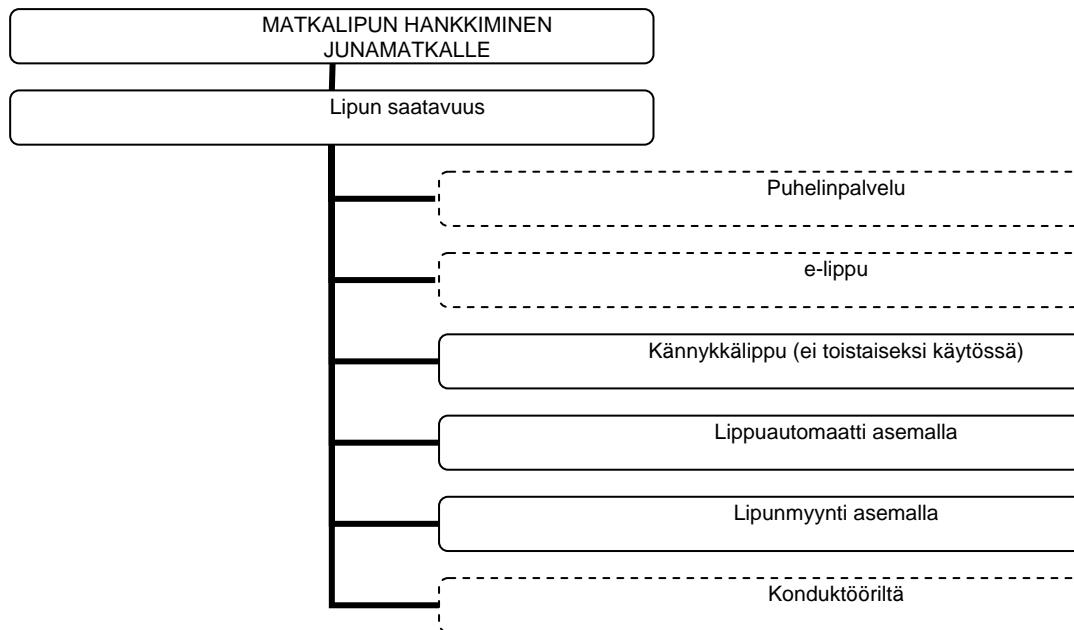 MATKALIPUN HANKKIMINEN
JUNAMATKALLE
Lipun saatavuus
Puhelinpalvelu
e-lippu
Kännykkälippu (ei toistaiseksi käytössä)
Lippuautomaatti asemalla
Lipunmyynti asemalla
Konduktööriltä